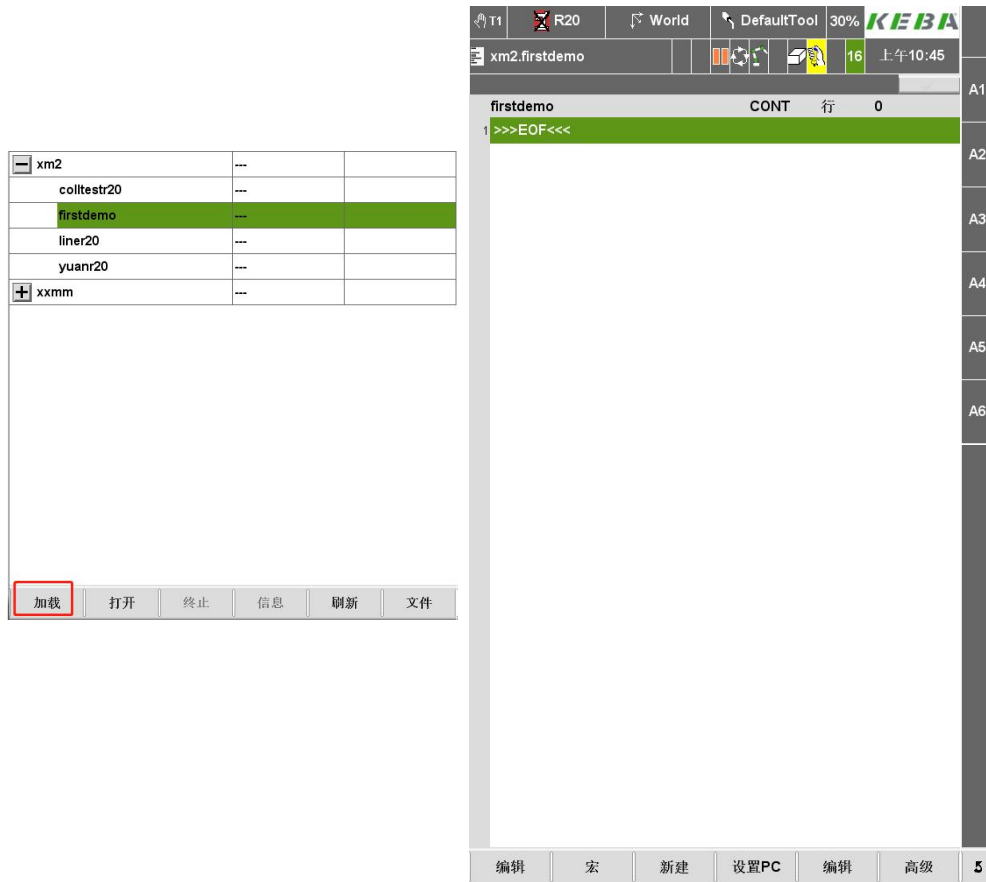 xm2 ---
colltestr20 ---
firstdemo ---
liner20 ---
yuanr20 ---
xxmm ---
加载 打开 终止 信息 刷新 文件
T1 R20 World DefaultTool 30% KEBA
xm2.firstdemo 16 上午10:45
firstdemo CONT 行 0
1 >>>EOF<<<
A1
A2
A3
A4
A5
A6
编辑 宏 新建 设置PC 编辑 高级 5